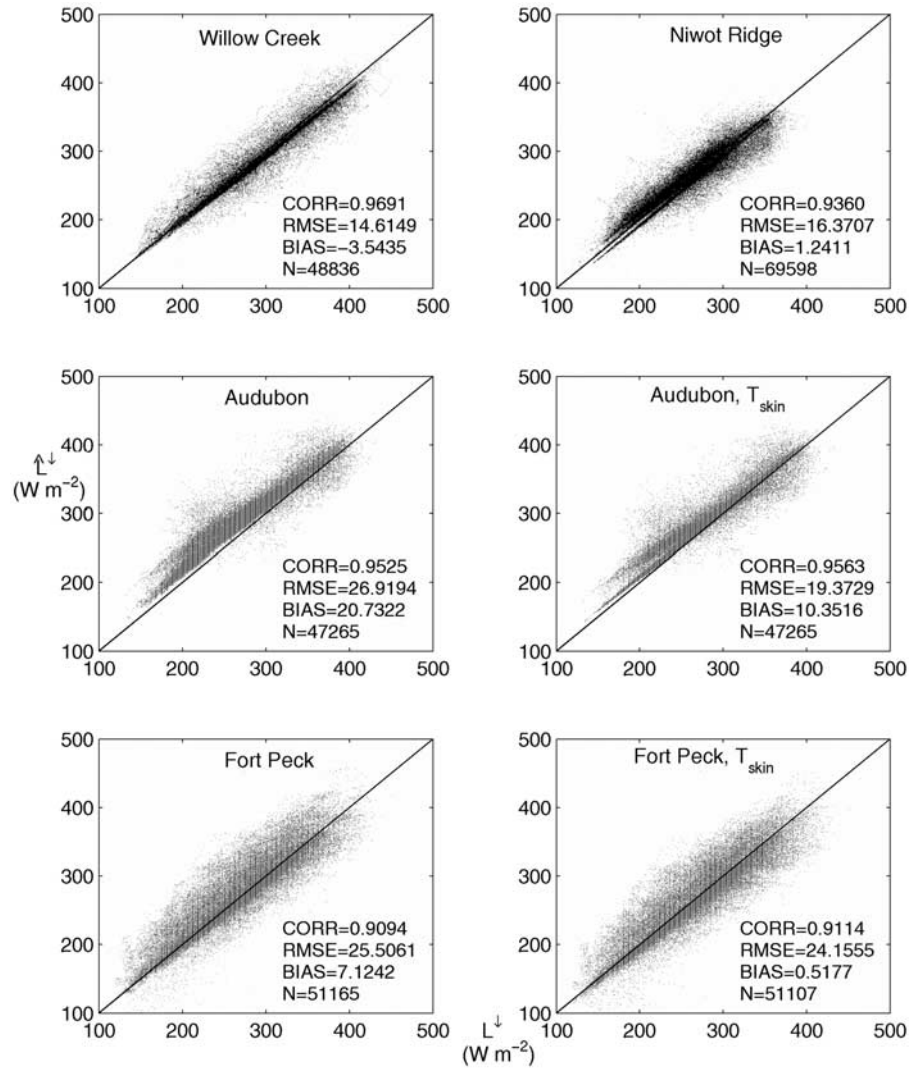 Willow Creek
500
400
300
200
100
100 200 300 400 500
CORR=0.9691
RMSE=14.6149
BIAS=−3.5435
N=48836
Niwot Ridge
500
400
300
200
100
100 200 300 400 500
CORR=0.9360
RMSE=16.3707
BIAS=1.2411
N=69598
L̂↓
(W m−2)
Audubon
500
400
300
200
100
100 200 300 400 500
CORR=0.9525
RMSE=26.9194
BIAS=20.7322
N=47265
Audubon, Tskin
500
400
300
200
100
100 200 300 400 500
CORR=0.9563
RMSE=19.3729
BIAS=10.3516
N=47265
Fort Peck
500
400
300
200
100
100 200 300 400 500
CORR=0.9094
RMSE=25.5061
BIAS=7.1242
N=51165
Fort Peck, Tskin
500
400
300
200
100
100 200 300 400 500
CORR=0.9114
RMSE=24.1555
BIAS=0.5177
N=51107
L↓
(W m−2)